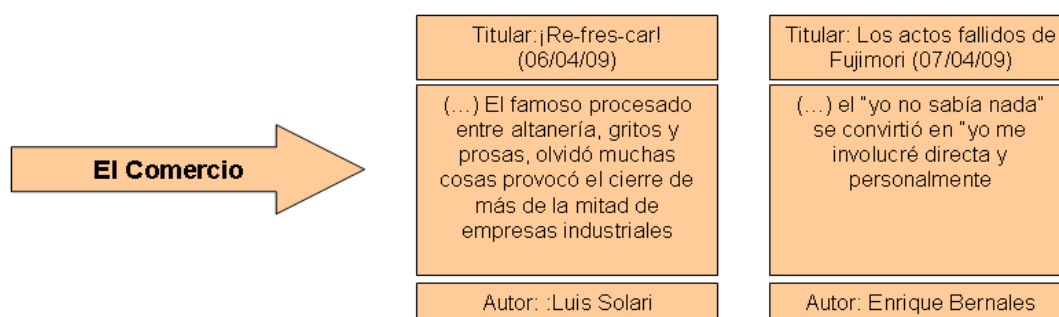 El Comercio
Titular:¡Re-fres-car!
(06/04/09)
(...) El famoso procesado
entre altanería, gritos y
prosas, olvidó muchas
cosas provocó el cierre de
más de la mitad de
empresas industriales
Autor: :Luis Solari
Titular: Los actos fallidos de
Fujimori (07/04/09)
(...) el "yo no sabía nada"
se convirtió en "yo me
involucré directa y
personalmente
Autor: Enrique Bernales